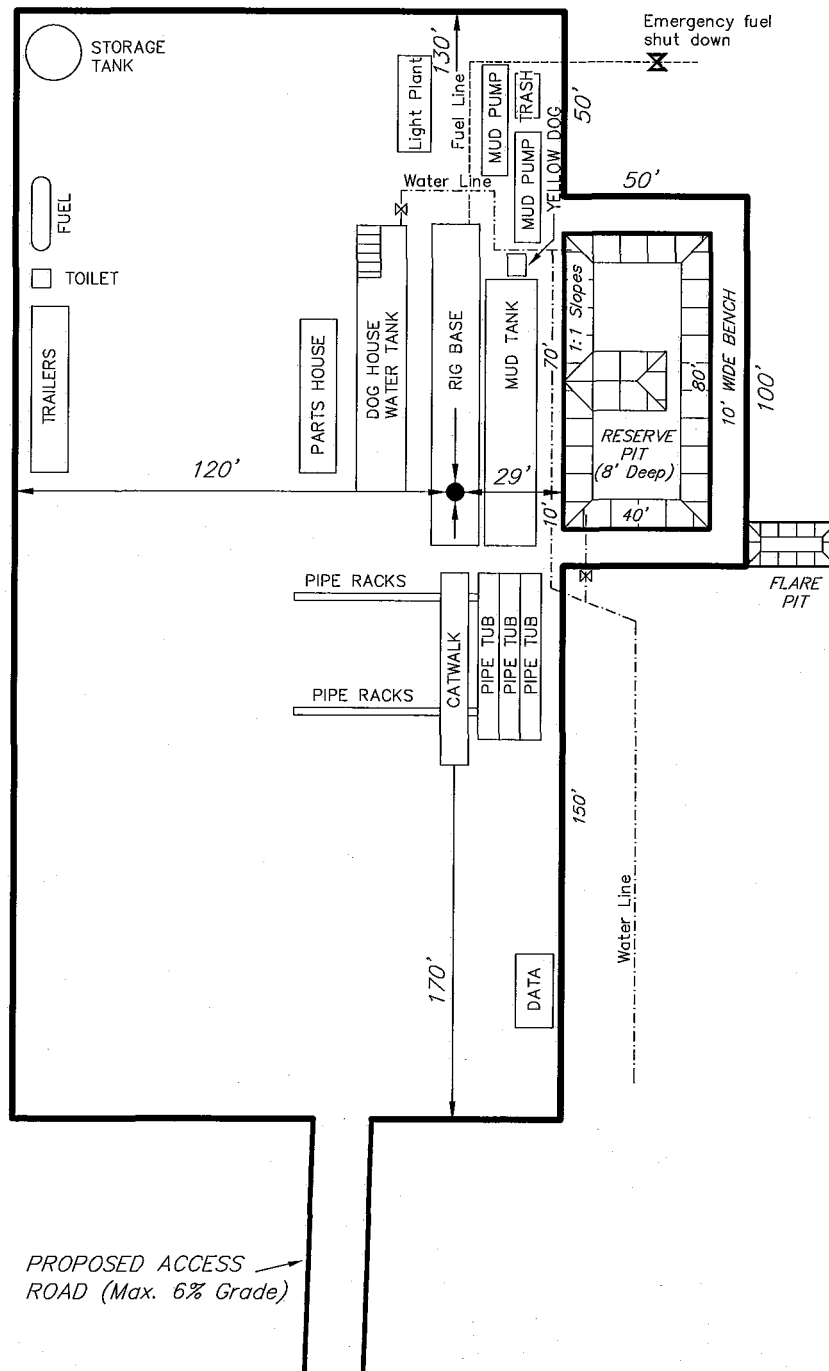 Emergency fuel
shut down
STORAGE
TANK
130'
Light Plant
Fuel Line
MUD PUMP
TRASH
50'
MUD PUMP
YELLOW DOG
Water Line
50'
FUEL
TOILET
TRAILERS
PARTS HOUSE
DOG HOUSE
WATER TANK
RIG BASE
MUD TANK
70'
1:1 Slopes
80'
10' WIDE BENCH
100'
RESERVE
PIT
(8' Deep)
120'
29'
10'
40'
FLARE
PIT
PIPE RACKS
CATWALK
PIPE TUB
PIPE TUB
PIPE TUB
PIPE RACKS
150'
Water Line
170'
DATA
PROPOSED ACCESS
ROAD (Max. 6% Grade)